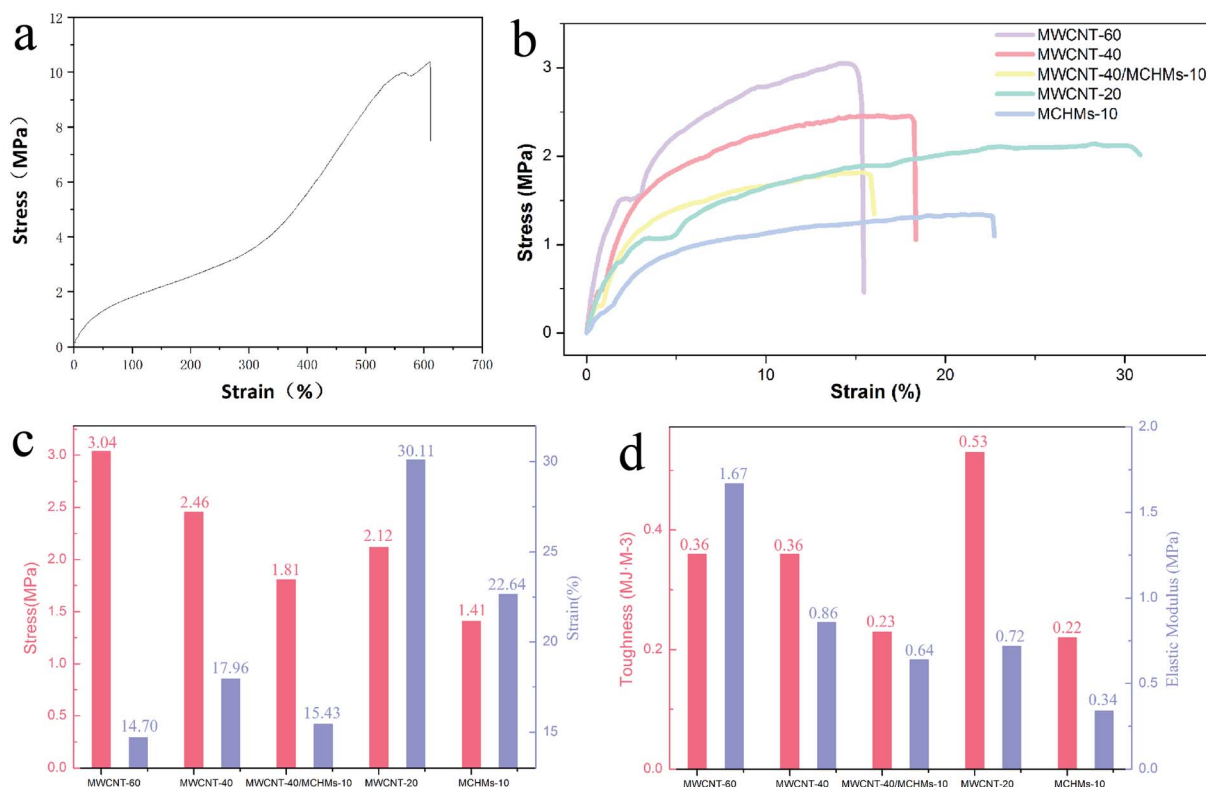 a
12
10
8
6
4
2
0
Stress（MPa）
0 100 200 300 400 500 600 700
Strain（%）
b
MWCNT-60
MWCNT-40
MWCNT-40/MCHMs-10
MWCNT-20
MCHMs-10
3
2
1
0
Stress (MPa)
0 10 20 30
Strain (%)
c
3.04
2.46
1.81
2.12
1.41
14.70
17.96
15.43
30.11
22.64
3.0
2.5
2.0
1.5
1.0
0.5
0.0
Stress(MPa)
30
25
20
15
Strain(%)
MWCNT-60 MWCNT-40 MWCNT-40/MCHMs-10 MWCNT-20 MCHMs-10
d
0.36
0.36
0.23
0.53
0.22
1.67
0.86
0.64
0.72
0.34
0.4
0.2
0.0
Toughness (MJ·M-3)
2.0
1.5
1.0
0.5
0.0
Elastic Modulus (MPa)
MWCNT-60 MWCNT-40 MWCNT-40/MCHMs-10 MWCNT-20 MCHMs-10